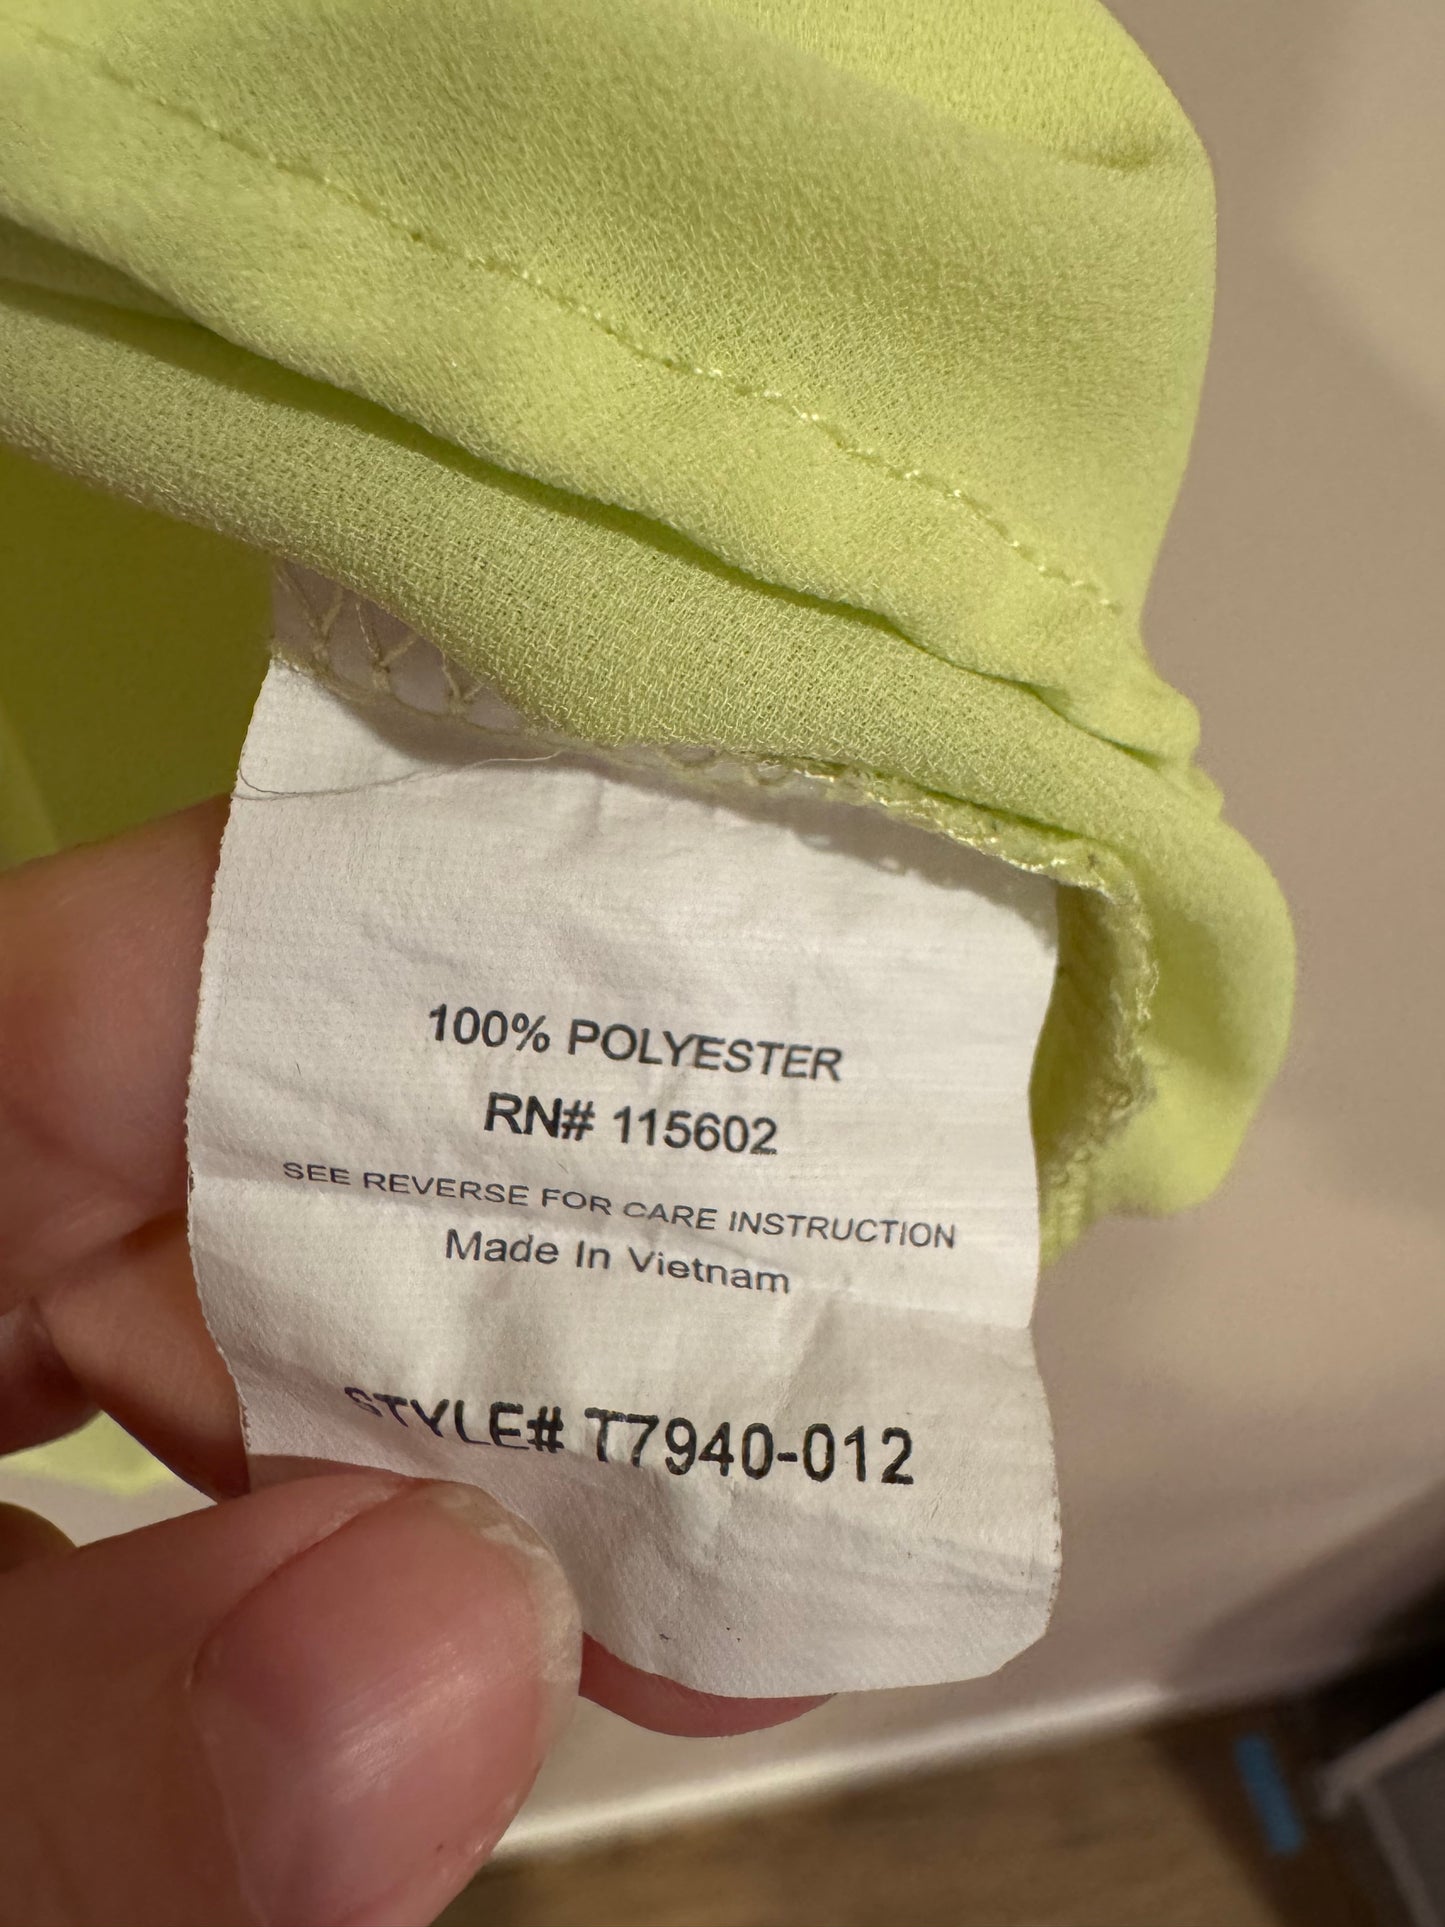 100% POLYESTER
RN# 115602
SEE REVERSE FOR CARE INSTRUCTION
Made In Vietnam
STYLE# T7940-012